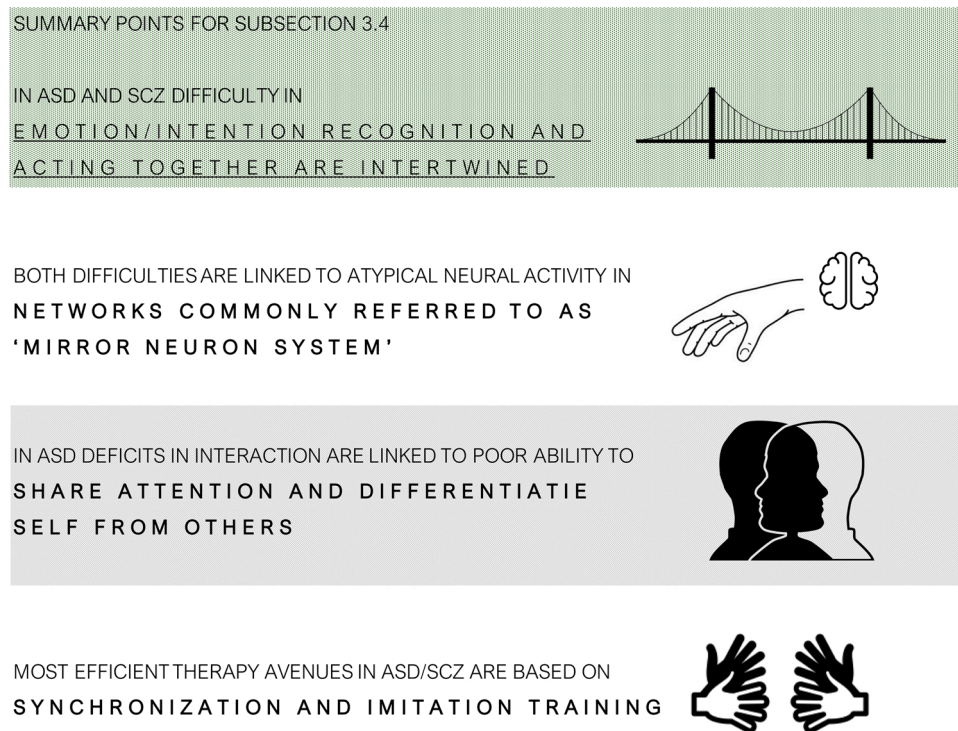 SUMMARY POINTS FOR SUBSECTION 3.4
IN ASD AND SCZ DIFFICULTY IN
EMOTION/INTENTION RECOGNITION AND
ACTING TOGETHER ARE INTERTWINED
BOTH DIFFICULTIES ARE LINKED TO ATYPICAL NEURAL ACTIVITY IN
NETWORKS COMMONLY REFERRED TO AS
‘MIRROR NEURON SYSTEM’
IN ASD DEFICITS IN INTERACTION ARE LINKED TO POOR ABILITY TO
SHARE ATTENTION AND DIFFERENTIATIE
SELF FROM OTHERS
MOST EFFICIENT THERAPY AVENUES IN ASD/SCZ ARE BASED ON
SYNCHRONIZATION AND IMITATION TRAINING